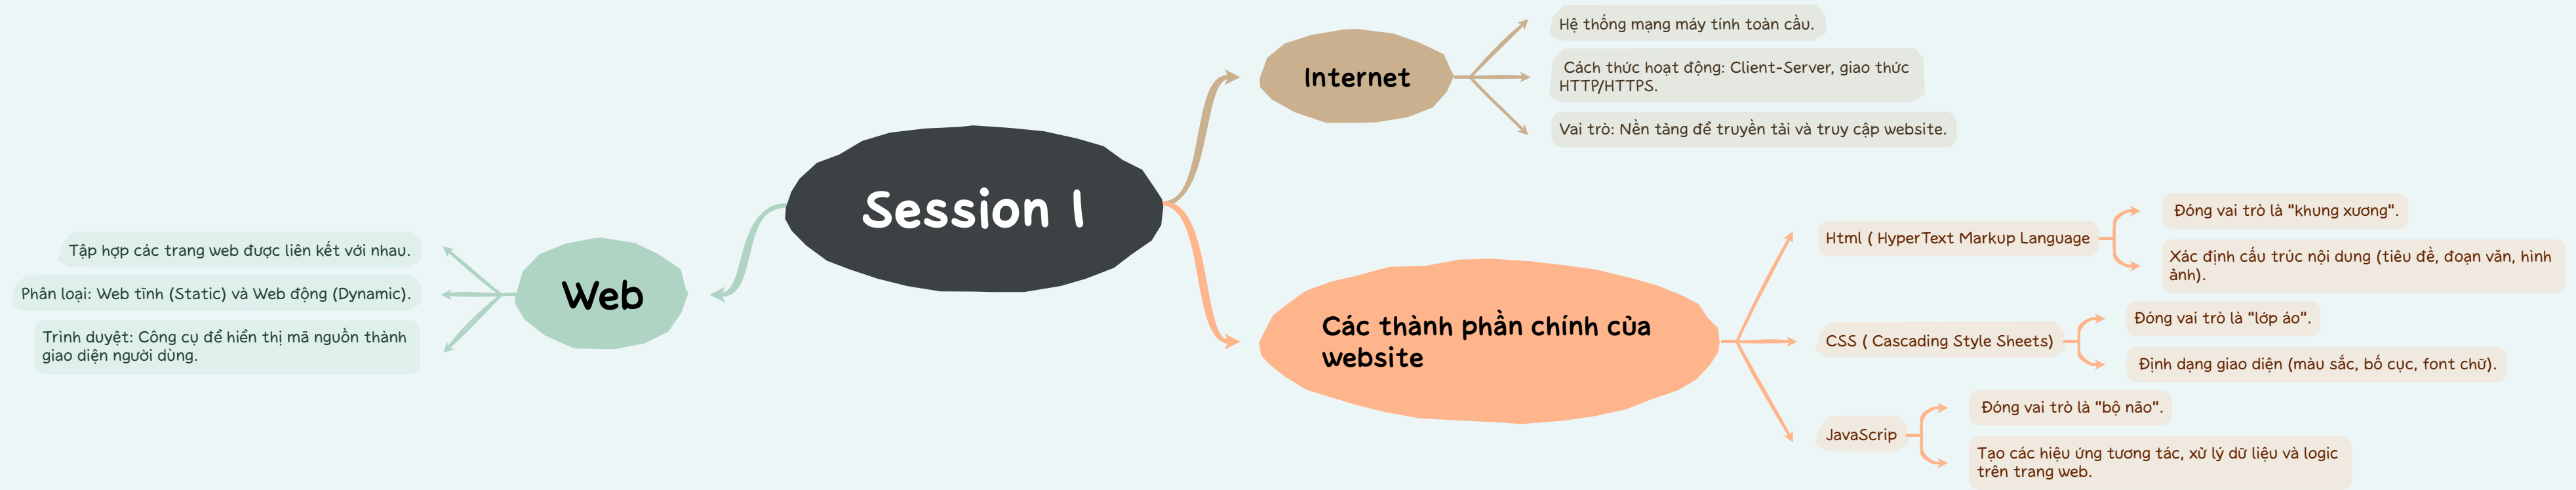 Session 1
Internet
Hệ thống mạng máy tính toàn cầu.
Cách thức hoạt động: Client-Server, giao thức
HTTP/HTTPS.
Vai trò: Nền tảng để truyền tải và truy cập website.
Các thành phần chính của
website
Html ( HyperText Markup Language
Đóng vai trò là "khung xương".
Xác định cấu trúc nội dung (tiêu đề, đoạn văn, hình
ảnh).
CSS ( Cascading Style Sheets)
Đóng vai trò là "lớp áo".
Định dạng giao diện (màu sắc, bố cục, font chữ).
JavaScrip
Đóng vai trò là "bộ não".
Tạo các hiệu ứng tương tác, xử lý dữ liệu và logic
trên trang web.
Web
Tập hợp các trang web được liên kết với nhau.
Phân loại: Web tĩnh (Static) và Web động (Dynamic).
Trình duyệt: Công cụ để hiển thị mã nguồn thành
giao diện người dùng.